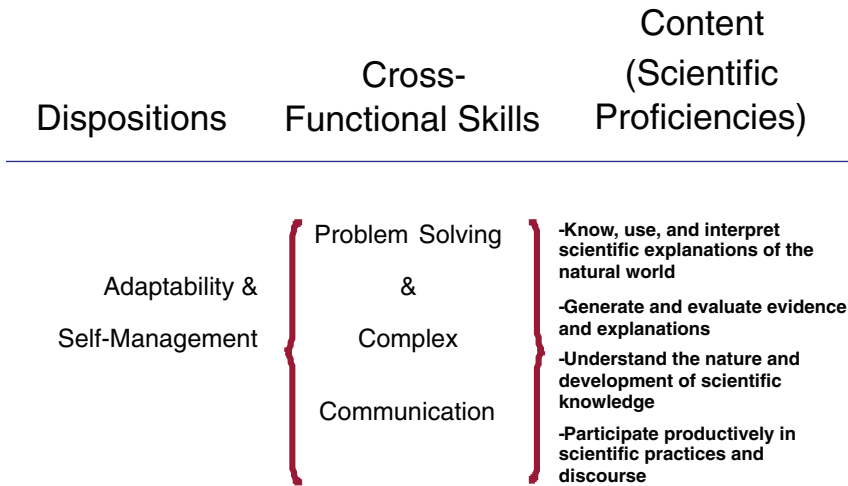 Dispositions
Cross-
Functional Skills
Content
(Scientific
Proficiencies)
Adaptability &
Self-Management
Problem Solving
&
Complex
Communication
-Know, use, and interpret
scientific explanations of the
natural world
-Generate and evaluate evidence
and explanations
-Understand the nature and
development of scientific
knowledge
-Participate productively in
scientific practices and
discourse